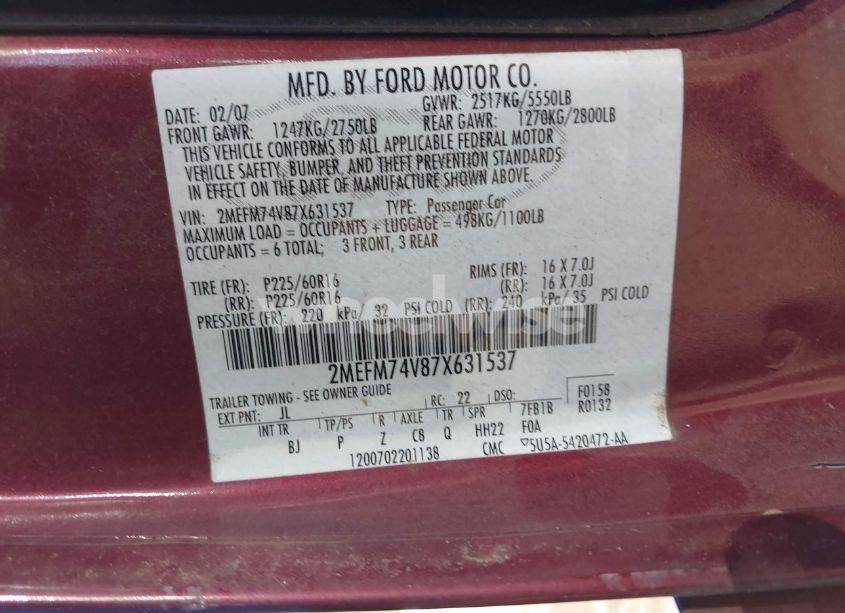 MFD. BY FORD MOTOR CO.
DATE: 02/07 GVWR: 2517KG/5550LB
FRONT GAWR: 1247KG/2750LB REAR GAWR: 1270KG/2800LB
THIS VEHICLE CONFORMS TO ALL APPLICABLE FEDERAL MOTOR
VEHICLE SAFETY, BUMPER, AND THEFT PREVENTION STANDARDS
IN EFFECT ON THE DATE OF MANUFACTURE SHOWN ABOVE.
VIN: 2MEFM74V87X631537 TYPE: Passenger Car
MAXIMUM LOAD = OCCUPANTS + LUGGAGE = 498KG/1100LB
OCCUPANTS = 6 TOTAL; 3 FRONT, 3 REAR
TIRE (FR): P225/60R16 RIMS (FR): 16 X 7.0J
(RR): P225/60R16 (RR): 16 X 7.0J
PRESSURE (FR): 220 kPa/ 32 PSI COLD (RR): 240 kPa/ 35 PSI COLD
2MEFM74V87X631537
TRAILER TOWING - SEE OWNER GUIDE
EXT PNT: JL RC: 22 DSO: F0158
INT TR TP/PS R AXLE TR SPR 7FB1B R0132
BJ P Z C8 Q HH22 FOA
1200702201138 CMC ▽5U5A-5420472-AA